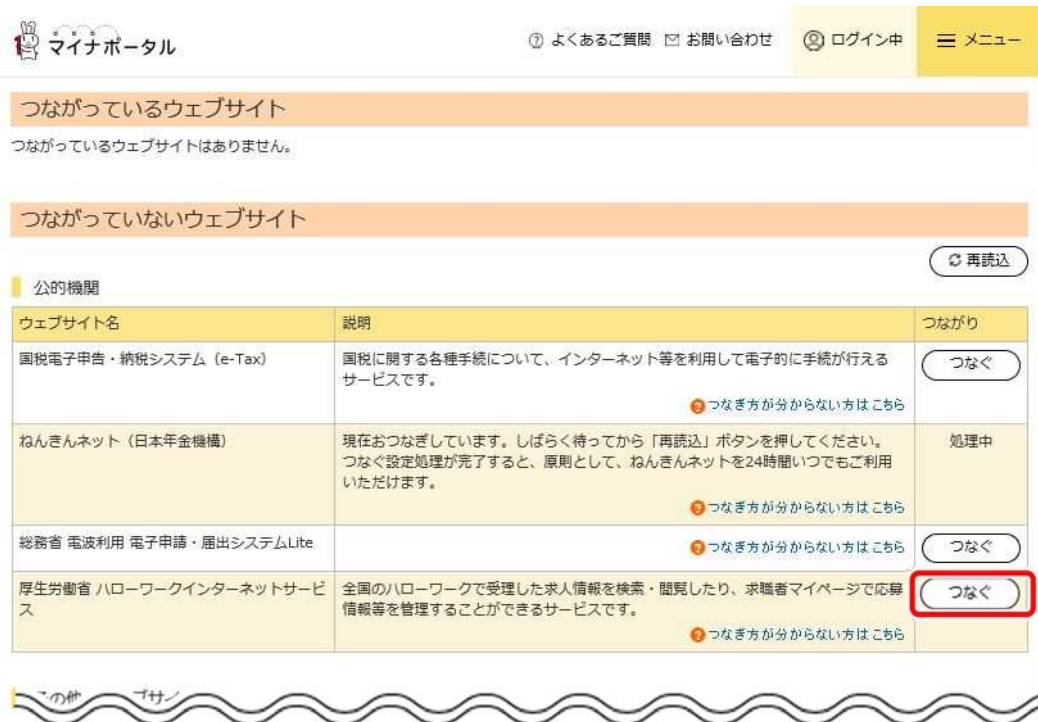 マイナポータル
よくあるご質問 お問い合わせ ログイン中 メニュー
つながっているウェブサイト
つながっているウェブサイトはありません。
つながっていないウェブサイト
再読込
公的機関
ウェブサイト名 説明 つながり
国税電子申告・納税システム（e-Tax） 国税に関する各種手続について、インターネット等を利用して電子的に手続が行える つなぐ
サービスです。
つなぎ方が分からない方はこちら
ねんきんネット（日本年金機構） 現在おつなぎしています。しばらく待ってから「再読込」ボタンを押してください。 処理中
つなぐ設定処理が完了すると、原則として、ねんきんネットを24時間いつでもご利用
いただけます。
つなぎ方が分からない方はこちら
総務省 電波利用 電子申請・届出システムLite つなぎ方が分からない方はこちら つなぐ
厚生労働省 ハローワークインターネットサービ 全国のハローワークで受理した求人情報を検索・閲覧したり、求職者マイページで応募 つなぐ
ス 情報等を管理することができるサービスです。
つなぎ方が分からない方はこちら